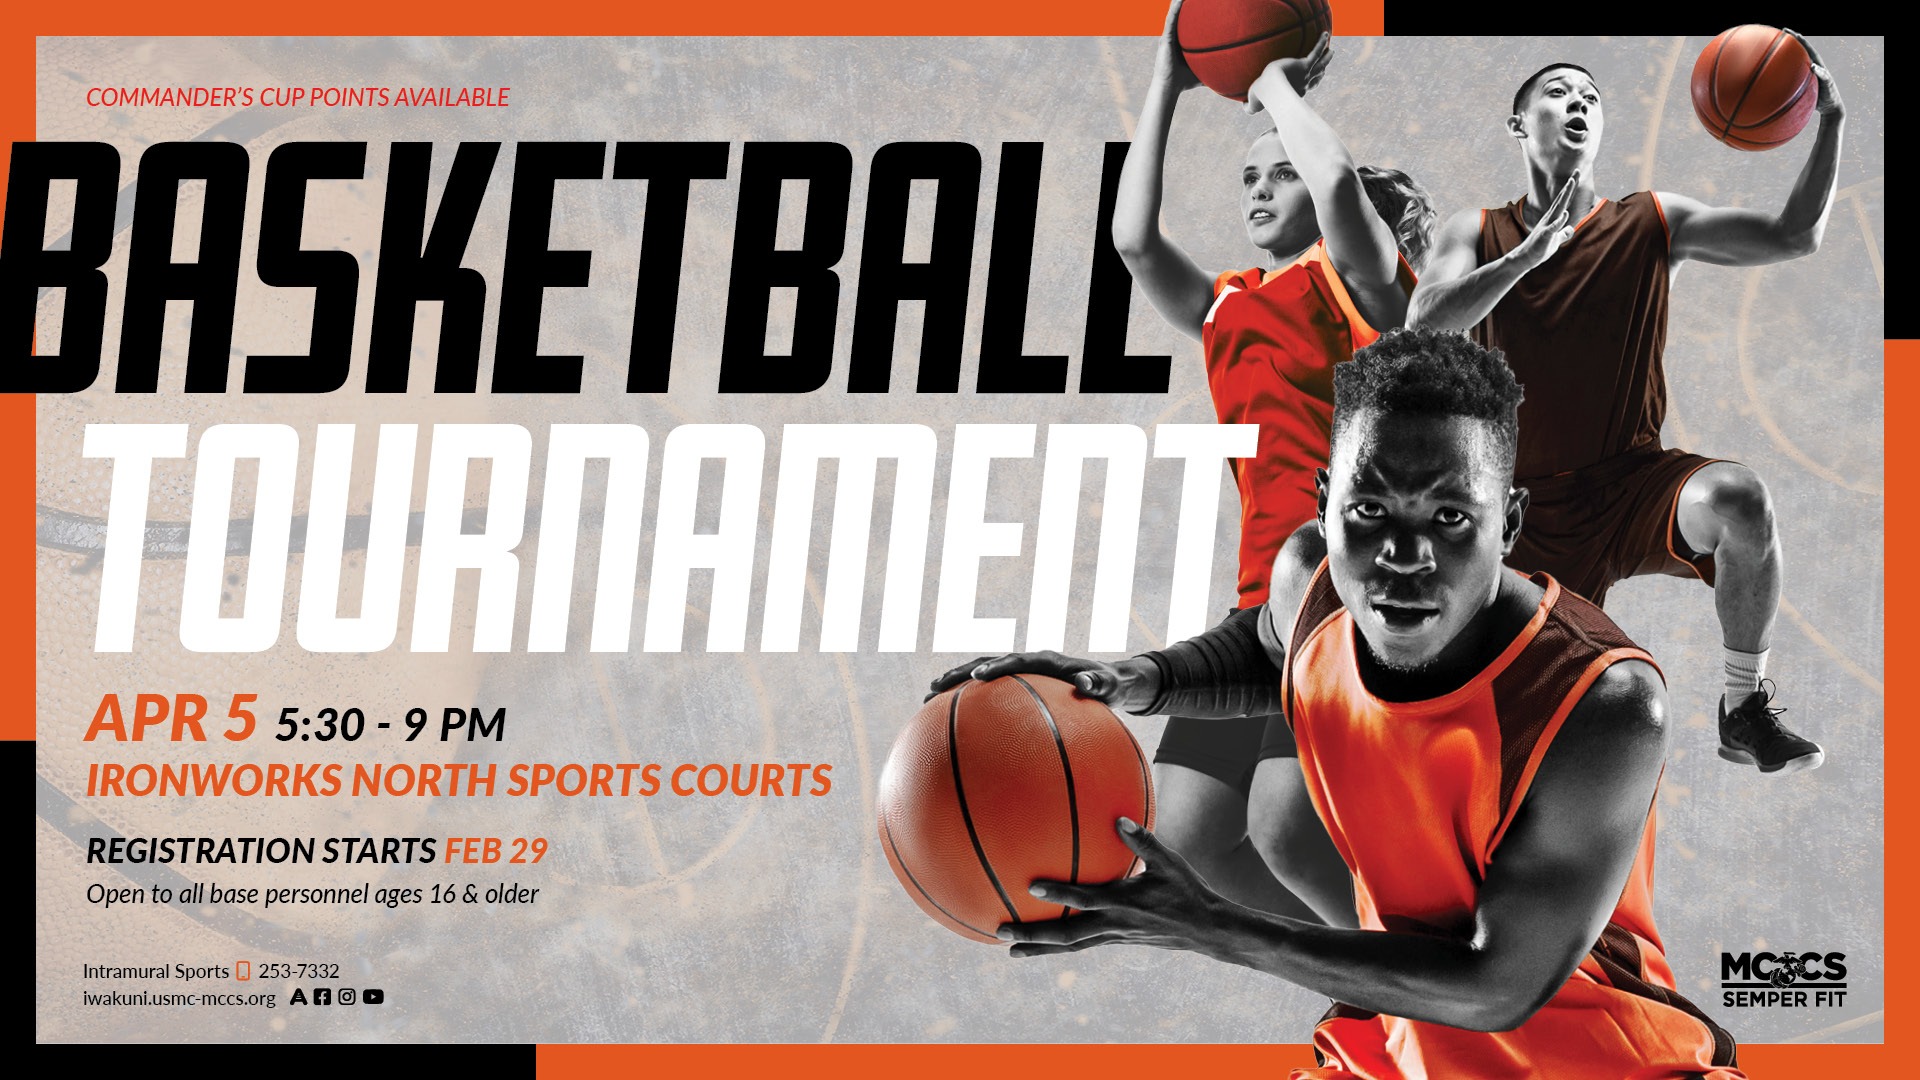 COMMANDER'S CUP POINTS AVAILABLE
BASKETBALL
TOURNAMENT
APR 5 5:30 - 9 PM
IRONWORKS NORTH SPORTS COURTS
REGISTRATION STARTS FEB 29
Open to all base personnel ages 16 & older
Intramural Sports 253-7332
iwakuni.usmc-mccs.org
MCCS
SEMPER FIT